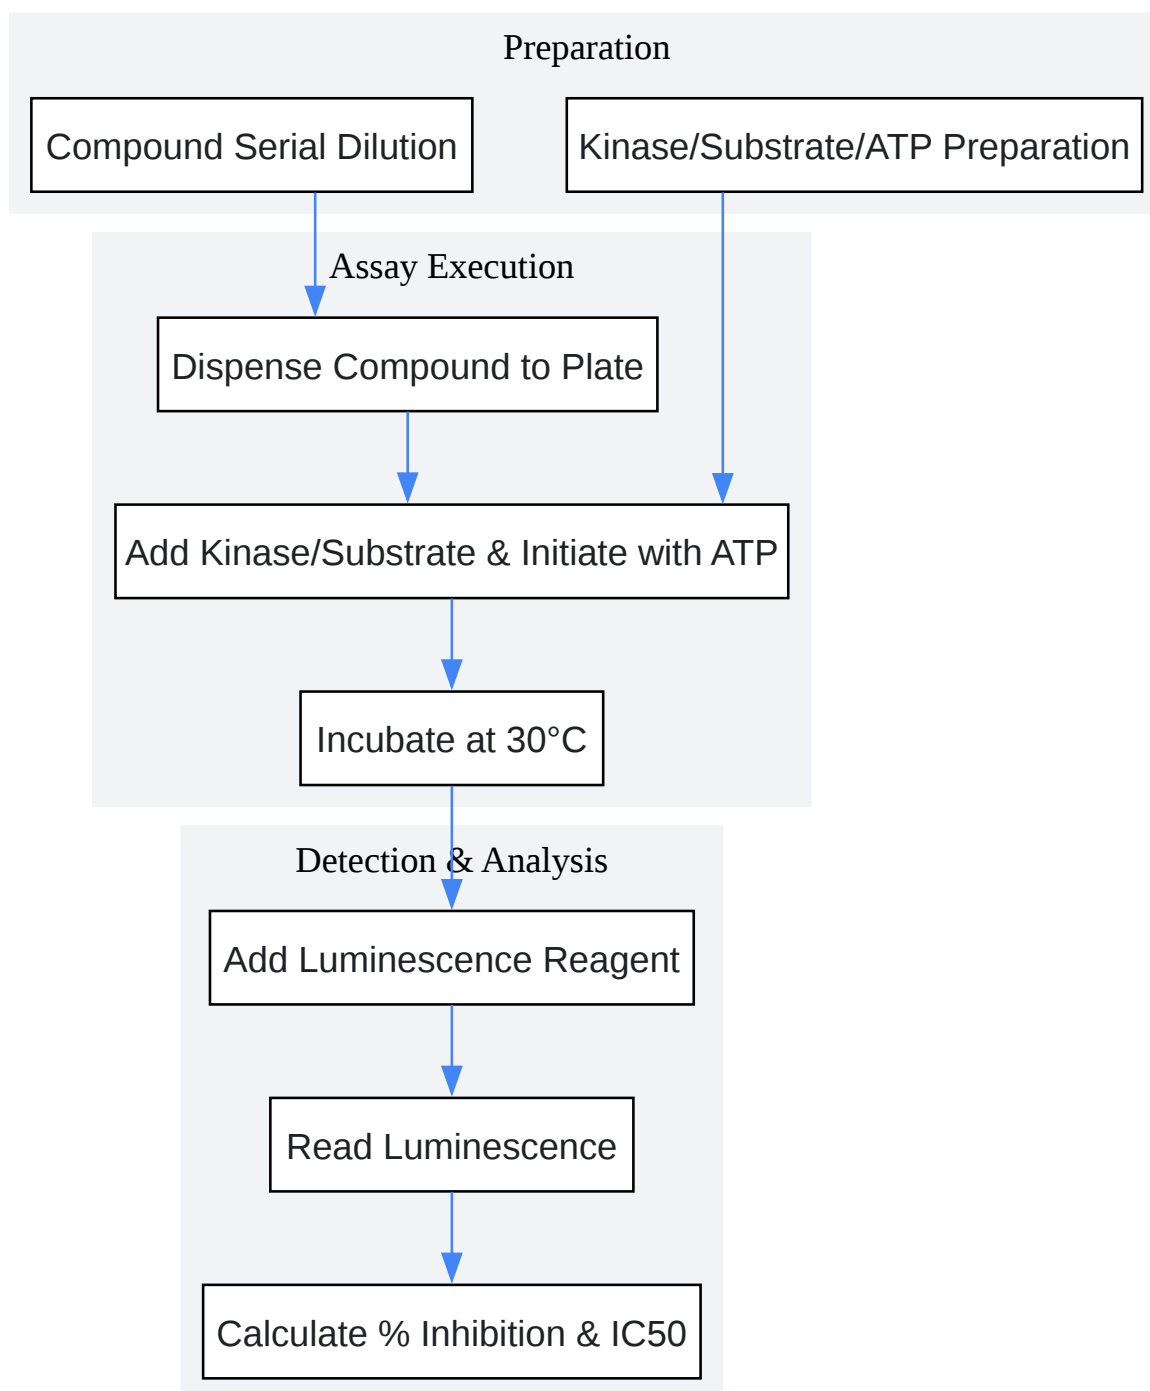 Preparation
Compound Serial Dilution
Kinase/Substrate/ATP Preparation
Assay Execution
Dispense Compound to Plate
Add Kinase/Substrate & Initiate with ATP
Incubate at 30°C
Detection & Analysis
Add Luminescence Reagent
Read Luminescence
Calculate % Inhibition & IC50